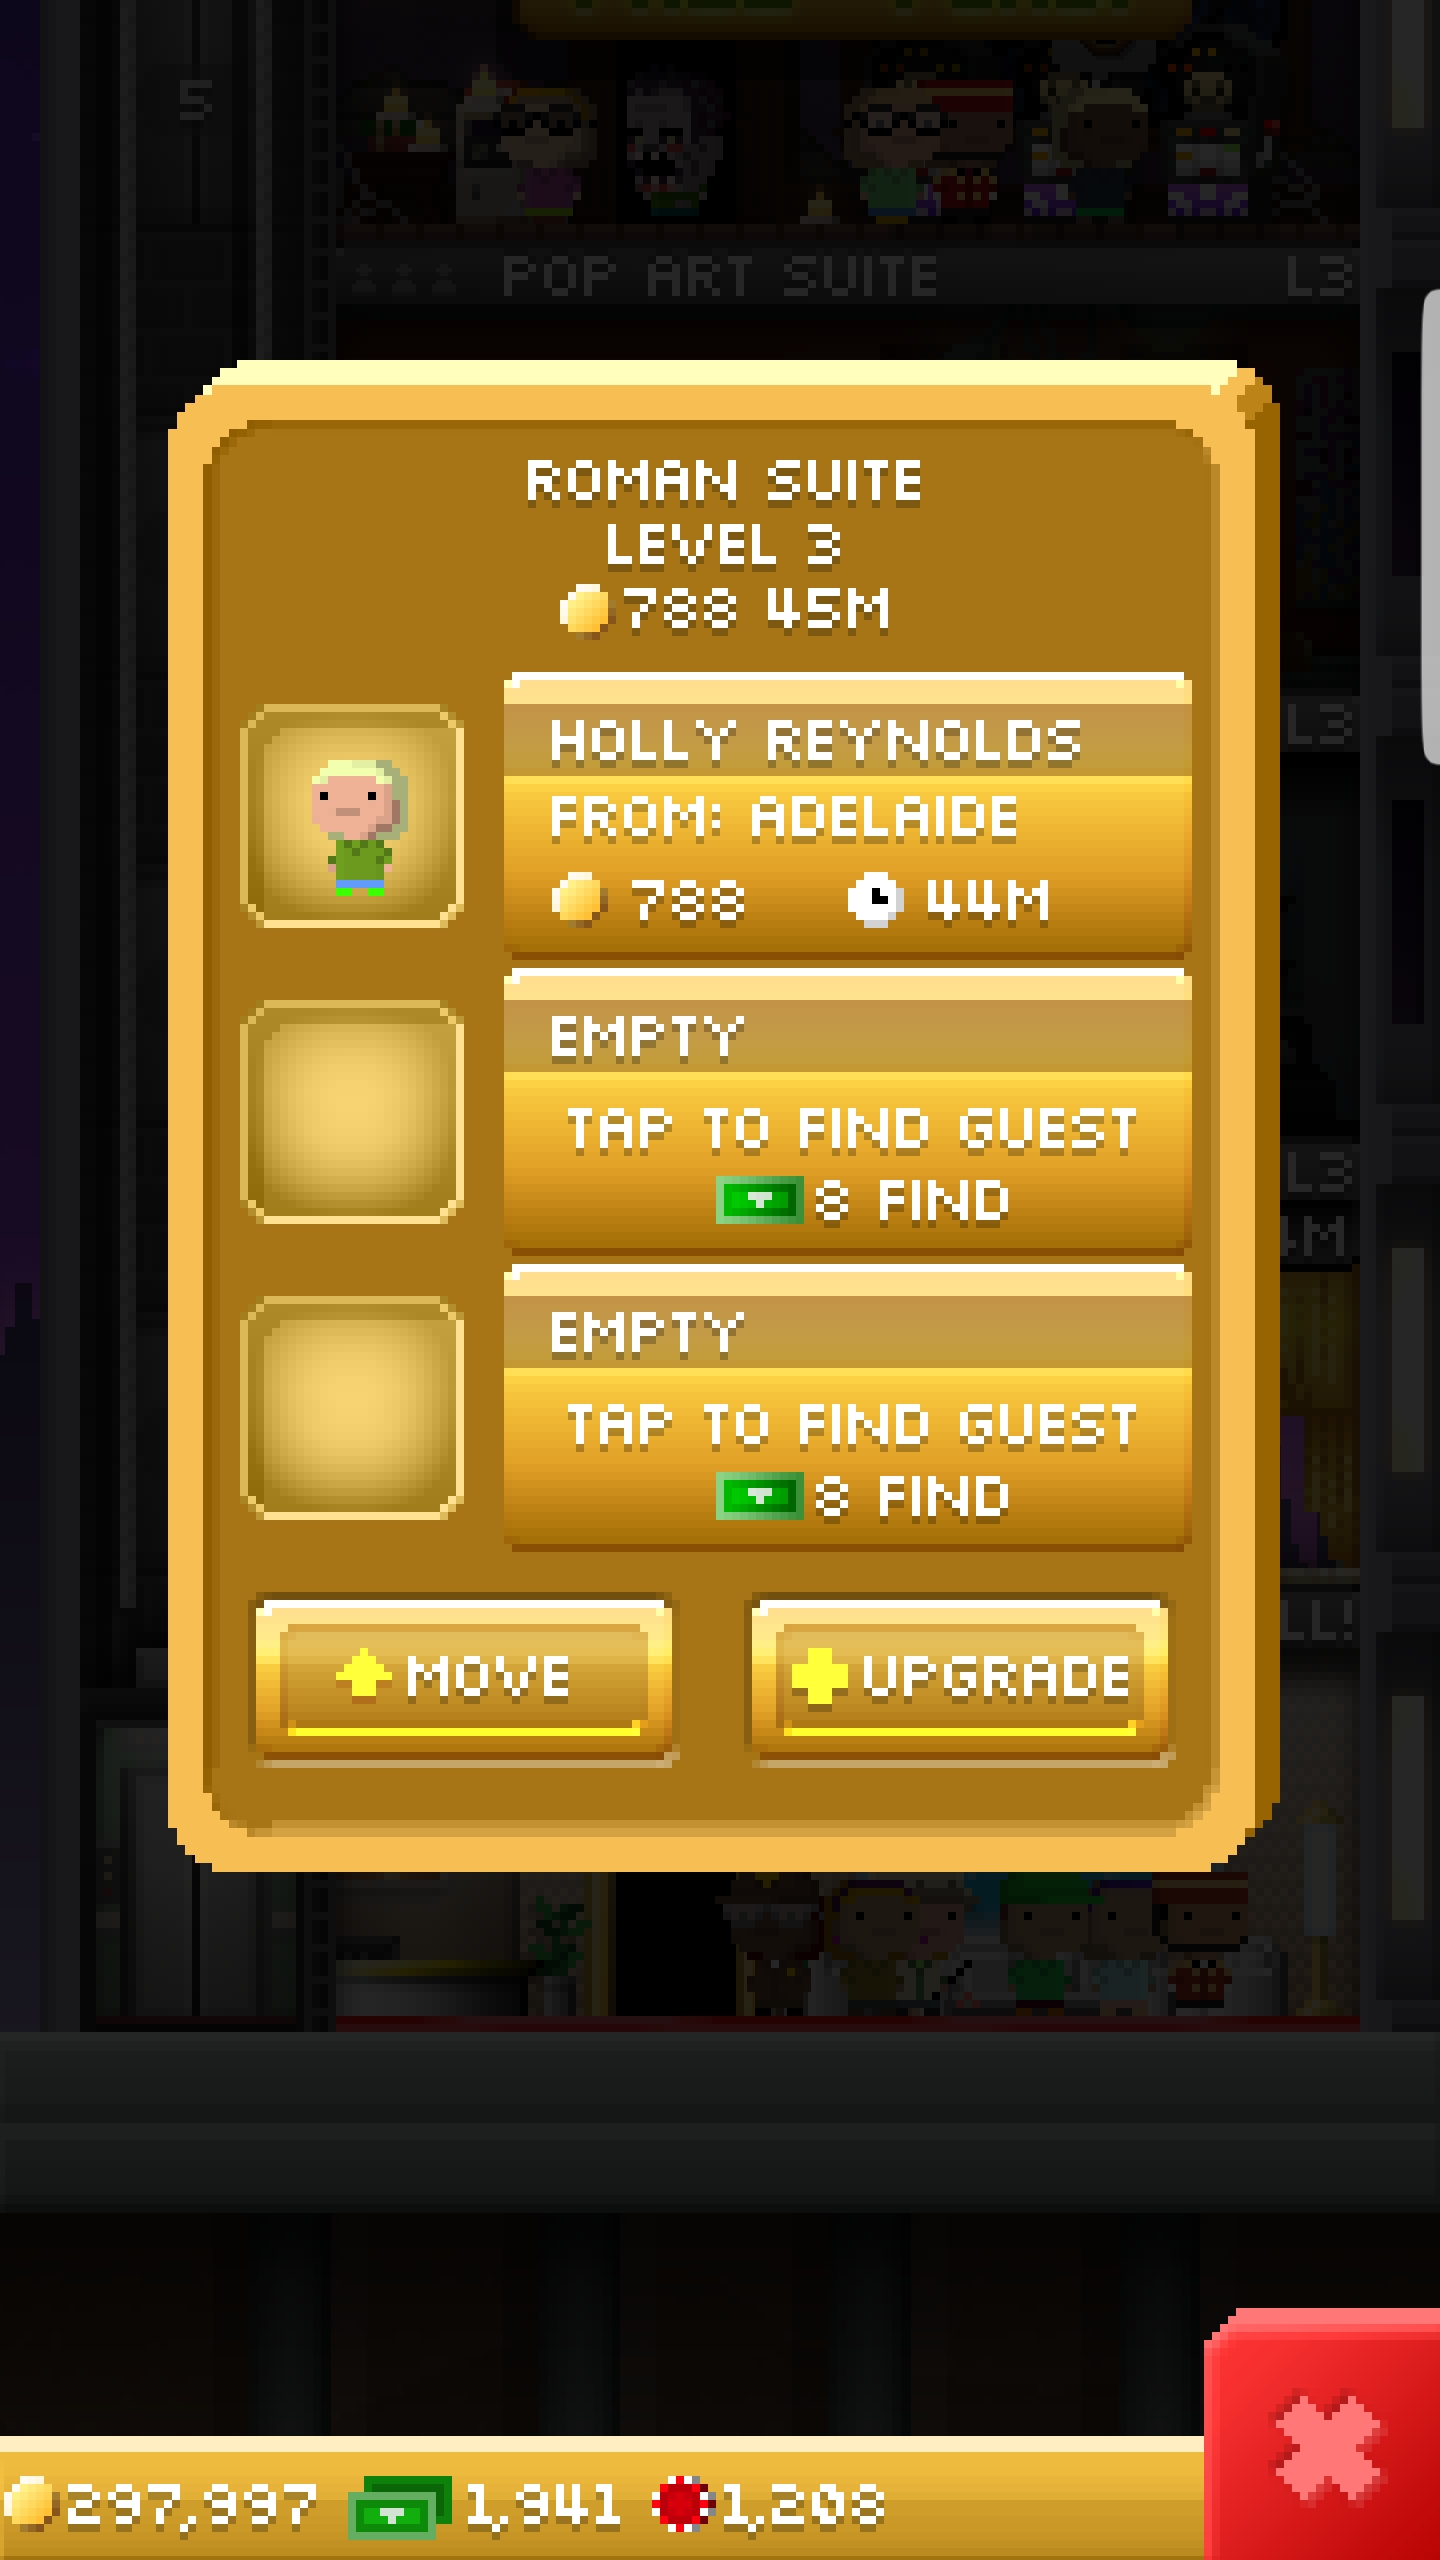 5
POP ART SUITE L3
ROMAN SUITE
LEVEL 3
788 45M
L3
HOLLY REYNOLDS
FROM: ADELAIDE
788 44M
EMPTY
TAP TO FIND GUEST
8 FIND
L3
EMPTY
TAP TO FIND GUEST
8 FIND
MOVE UPGRADE
297,997 1,941 1,208